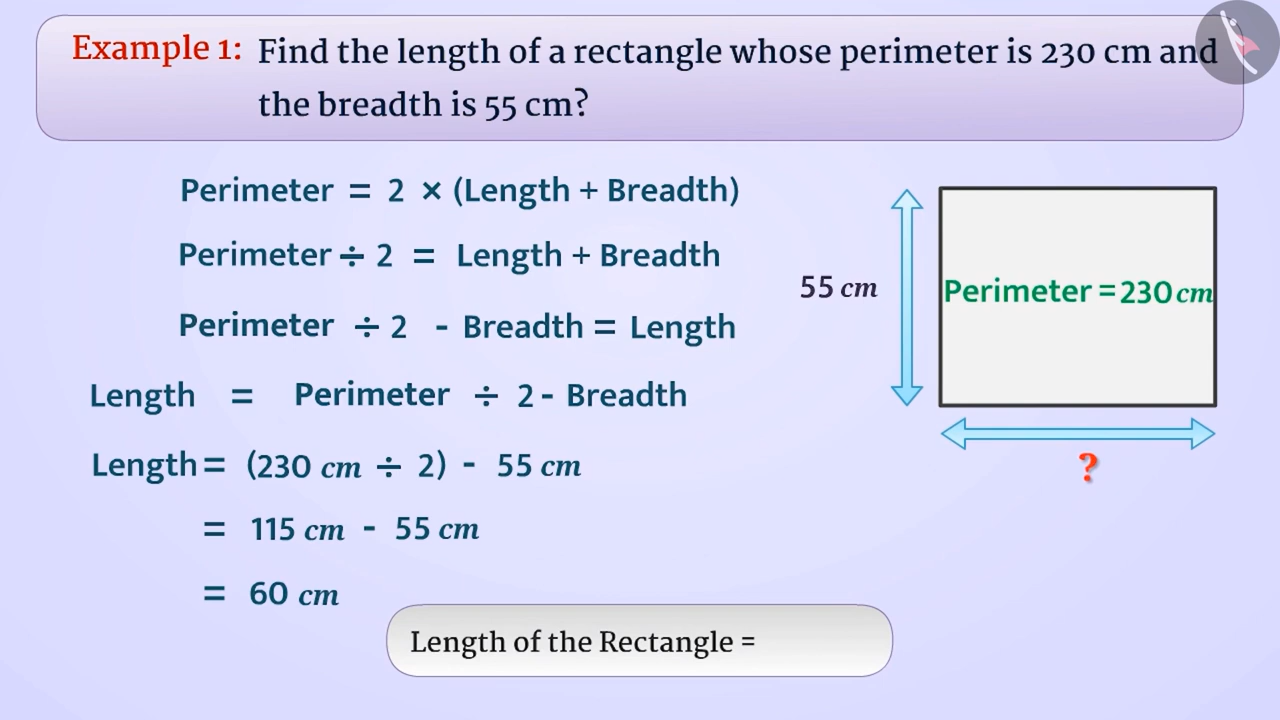 Example 1: Find the length of a rectangle whose perimeter is 230 cm and
the breadth is 55 cm?
Perimeter = 2 × (Length + Breadth)
Perimeter ÷ 2 = Length + Breadth
Perimeter ÷ 2 - Breadth = Length
Length = Perimeter ÷ 2 - Breadth
Length = (230 cm ÷ 2) - 55 cm
= 115 cm - 55 cm
= 60 cm
55 cm
Perimeter = 230 cm
?
Length of the Rectangle =